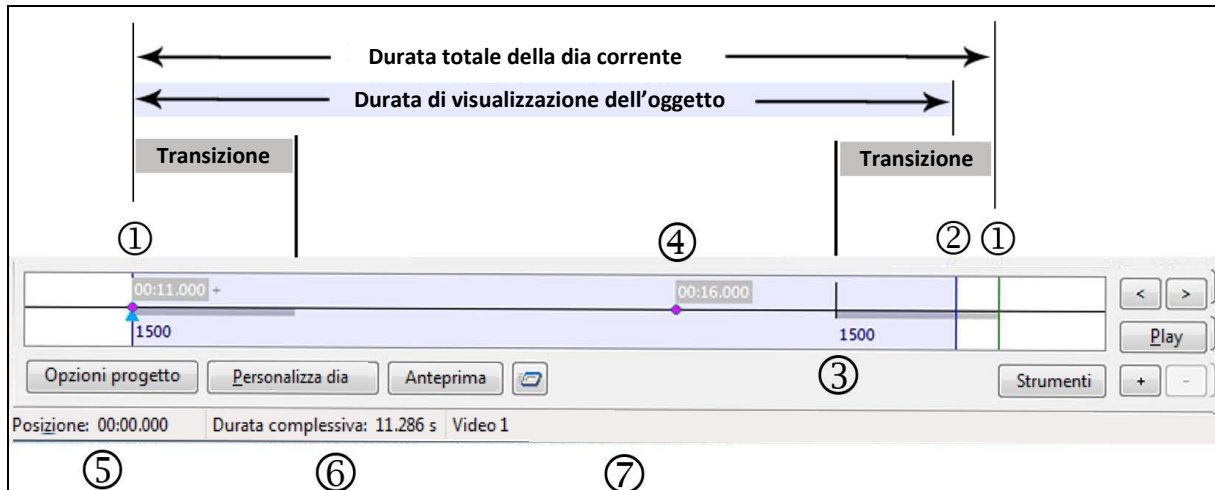 Durata totale della dia corrente
Durata di visualizzazione dell'oggetto
Transizione Transizione
① ④ ② ①
00:11.000 + 00:16.000 < >
1500 1500 Play
③
Opzioni progetto Personalizza dia Anteprima Strumenti + -
Posizione: 00:00.000 Durata complessiva: 11.286 s Video 1
⑤ ⑥ ⑦